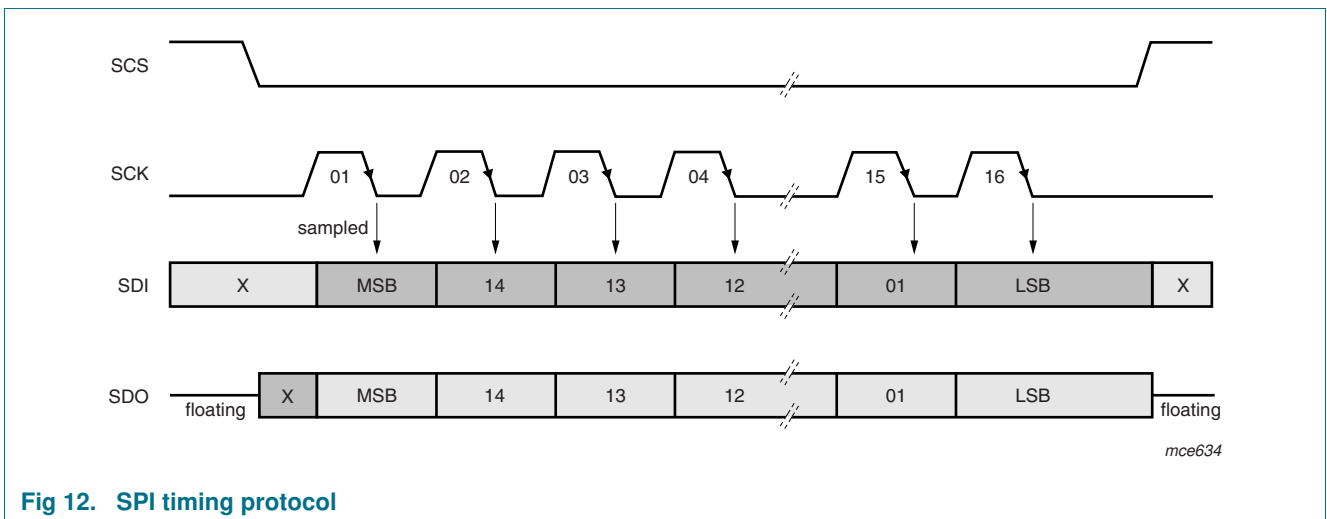 SCS
SCK
01 02 03 04 15 16
sampled
SDI
X MSB 14 13 12 01 LSB X
SDO
floating
X MSB 14 13 12 01 LSB
floating
mce634
Fig 12. SPI timing protocol